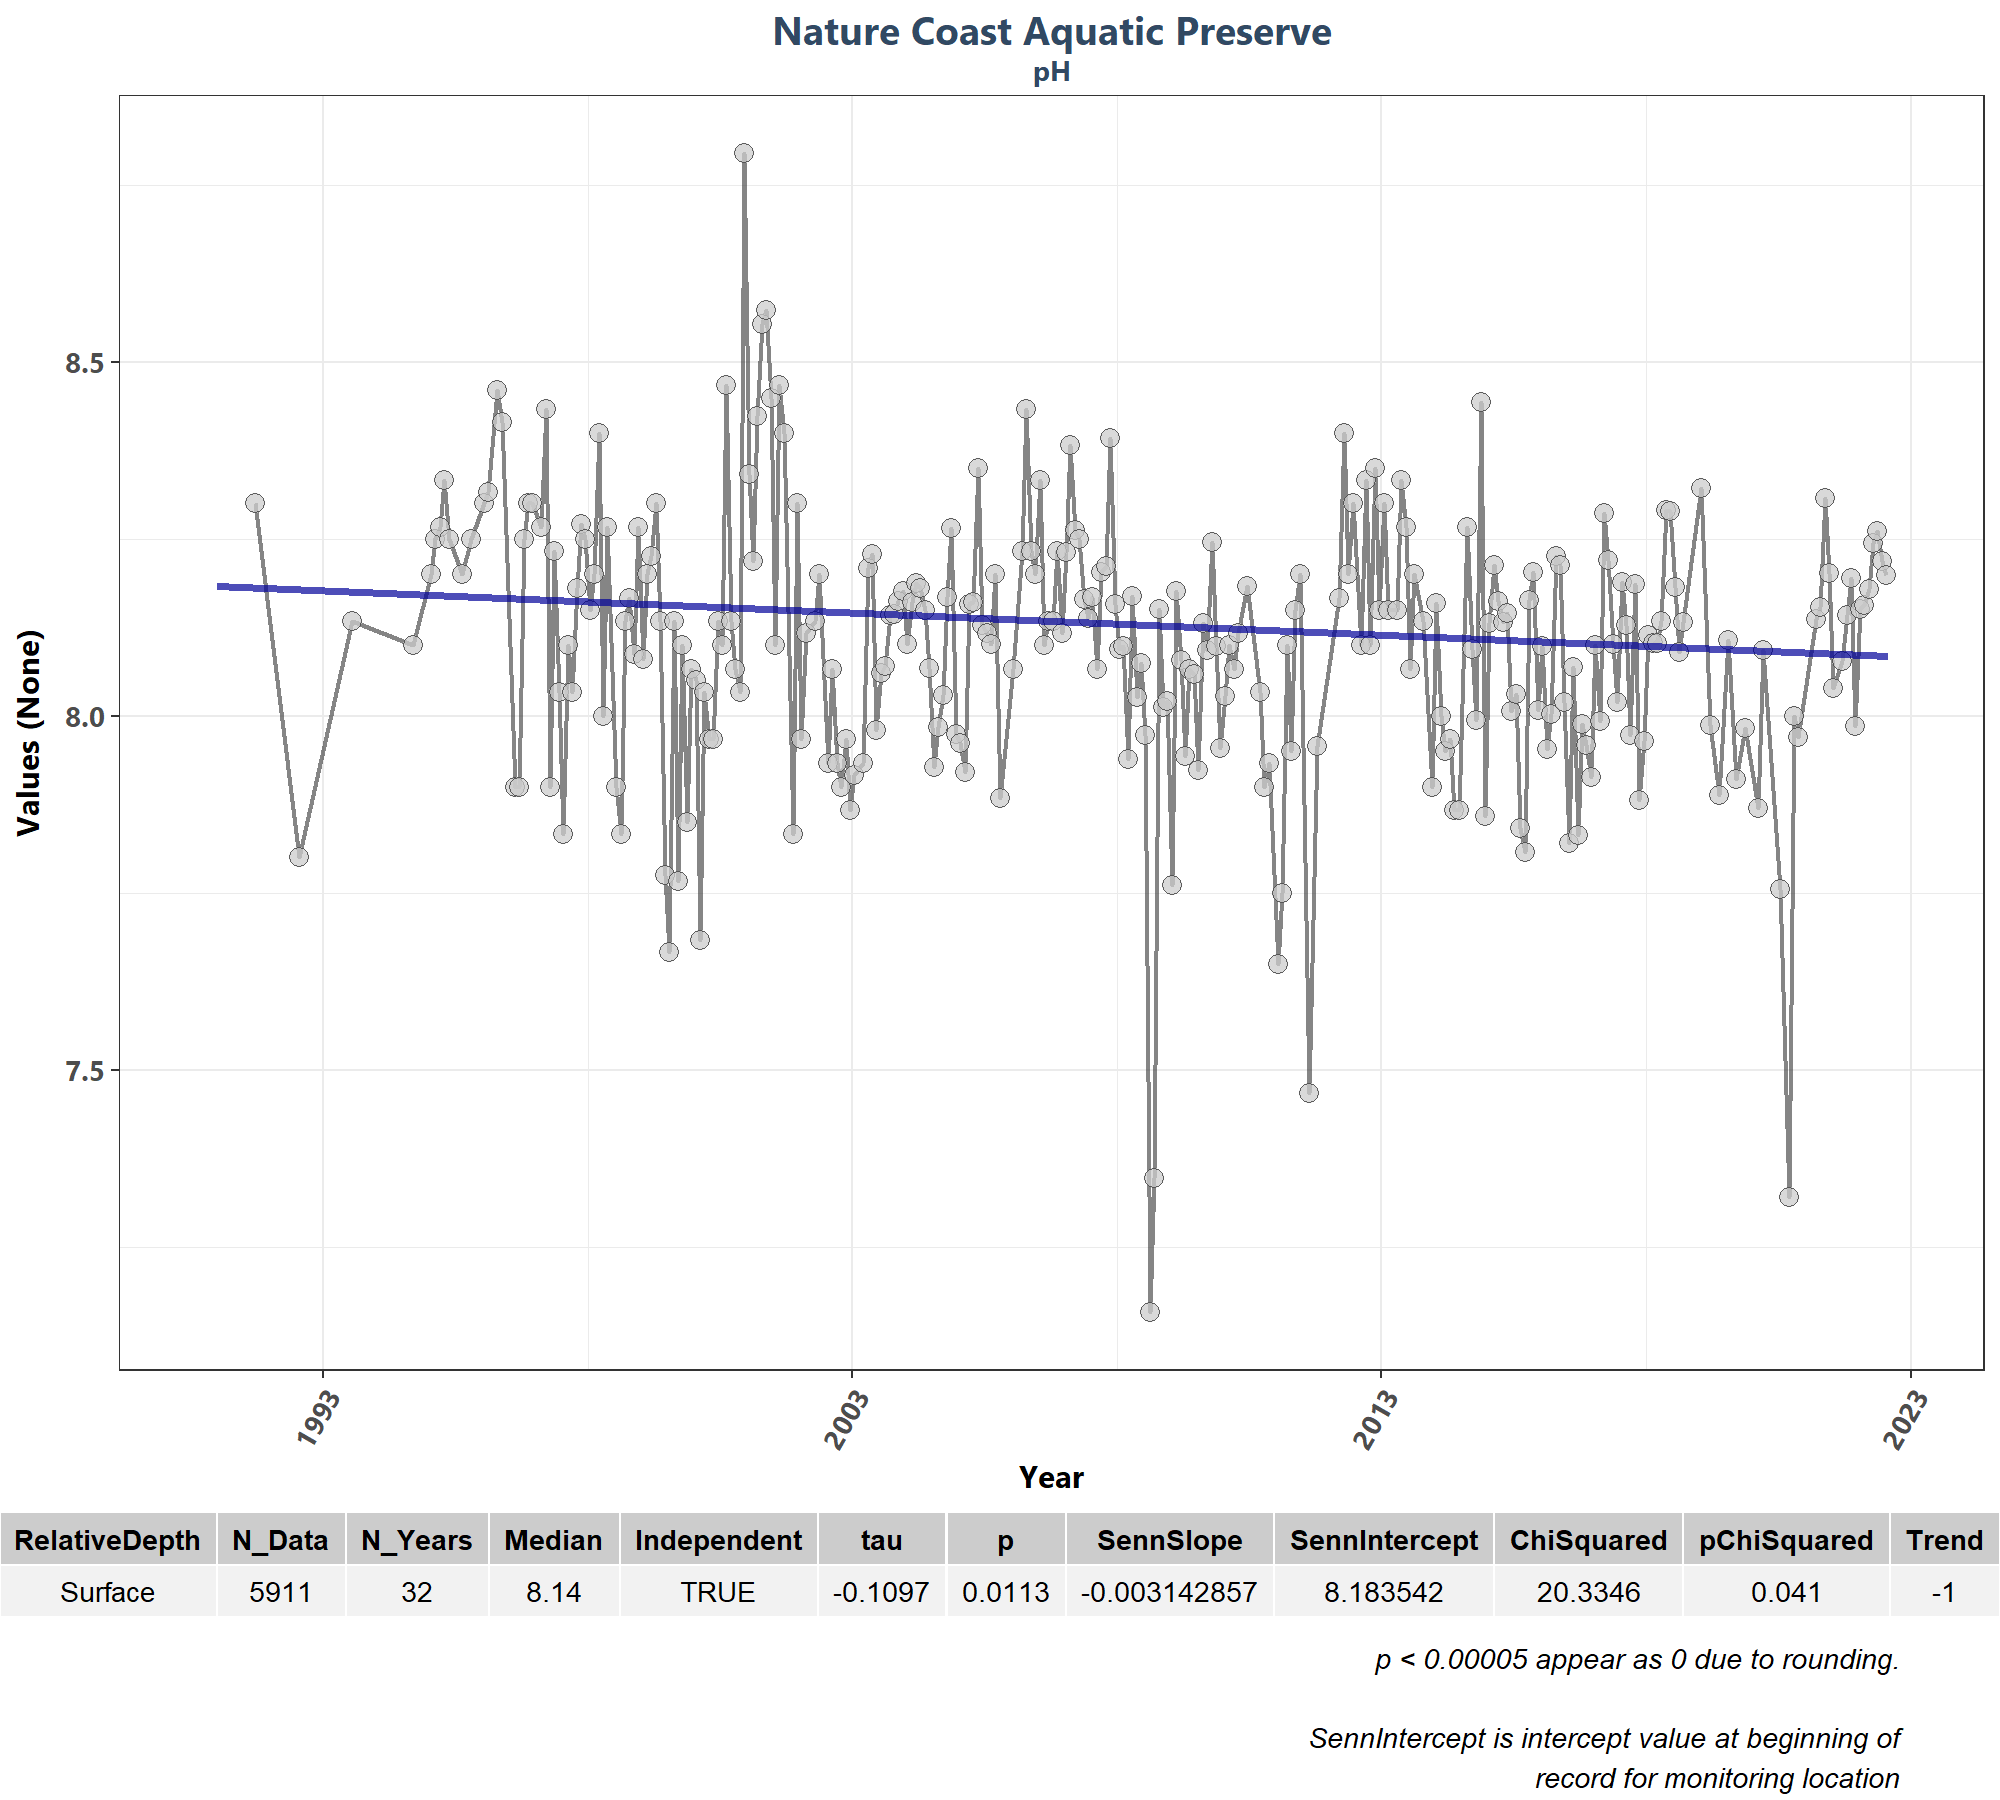 Nature Coast Aquatic Preserve
pH
Values (None)
8.5
8.0
7.5
1993
2003
2013
2023
Year
RelativeDepth N_Data N_Years Median Independent tau p SennSlope SennIntercept ChiSquared pChiSquared Trend
Surface 5911 32 8.14 TRUE -0.1097 0.0113 -0.003142857 8.183542 20.3346 0.041 -1
p < 0.00005 appear as 0 due to rounding.
SennIntercept is intercept value at beginning of
record for monitoring location